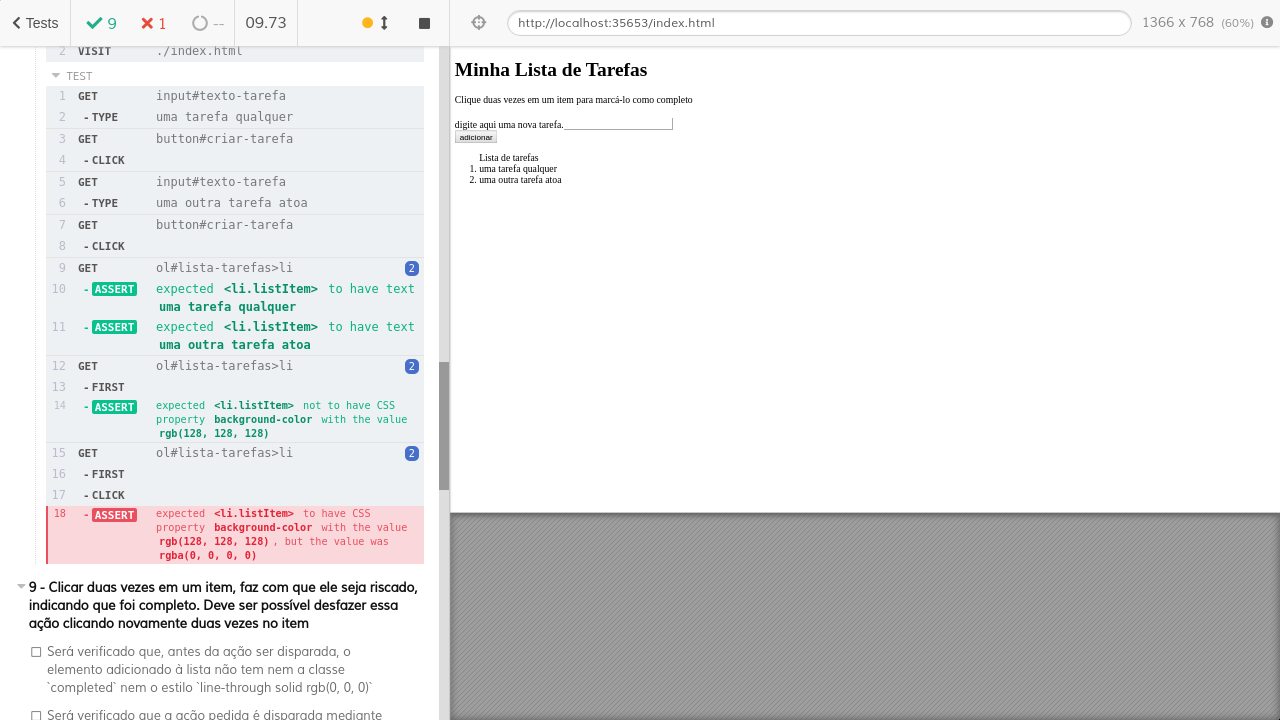 Tests
9
1
--
09.73
http://localhost:35653/index.html
1366 x 768 (60%)
2 VISIT ./index.html
TEST
1 GET input#texto-tarefa
2 -TYPE uma tarefa qualquer
3 GET button#criar-tarefa
4 -CLICK
5 GET input#texto-tarefa
6 -TYPE uma outra tarefa atoa
7 GET button#criar-tarefa
8 -CLICK
9 GET ol#lista-tarefas>li 2
10 -ASSERT expected <li.listItem> to have text
uma tarefa qualquer
11 -ASSERT expected <li.listItem> to have text
uma outra tarefa atoa
12 GET ol#lista-tarefas>li 2
13 -FIRST
14 -ASSERT expected <li.listItem> not to have CSS
property background-color with the value
rgb(128, 128, 128)
15 GET ol#lista-tarefas>li 2
16 -FIRST
17 -CLICK
18 -ASSERT expected <li.listItem> to have CSS
property background-color with the value
rgb(128, 128, 128), but the value was
rgba(0, 0, 0, 0)
9 - Clicar duas vezes em um item, faz com que ele seja riscado,
indicando que foi completo. Deve ser possível desfazer essa
ação clicando novamente duas vezes no item
Será verificado que, antes da ação ser disparada, o
elemento adicionado à lista não tem nem a classe
`completed` nem o estilo `line-through solid rgb(0, 0, 0)`
Será verificado que a ação pedida é disparada mediante
Minha Lista de Tarefas
Clique duas vezes em um item para marcá-lo como completo
digite aqui uma nova tarefa.
adicionar
Lista de tarefas
1. uma tarefa qualquer
2. uma outra tarefa atoa